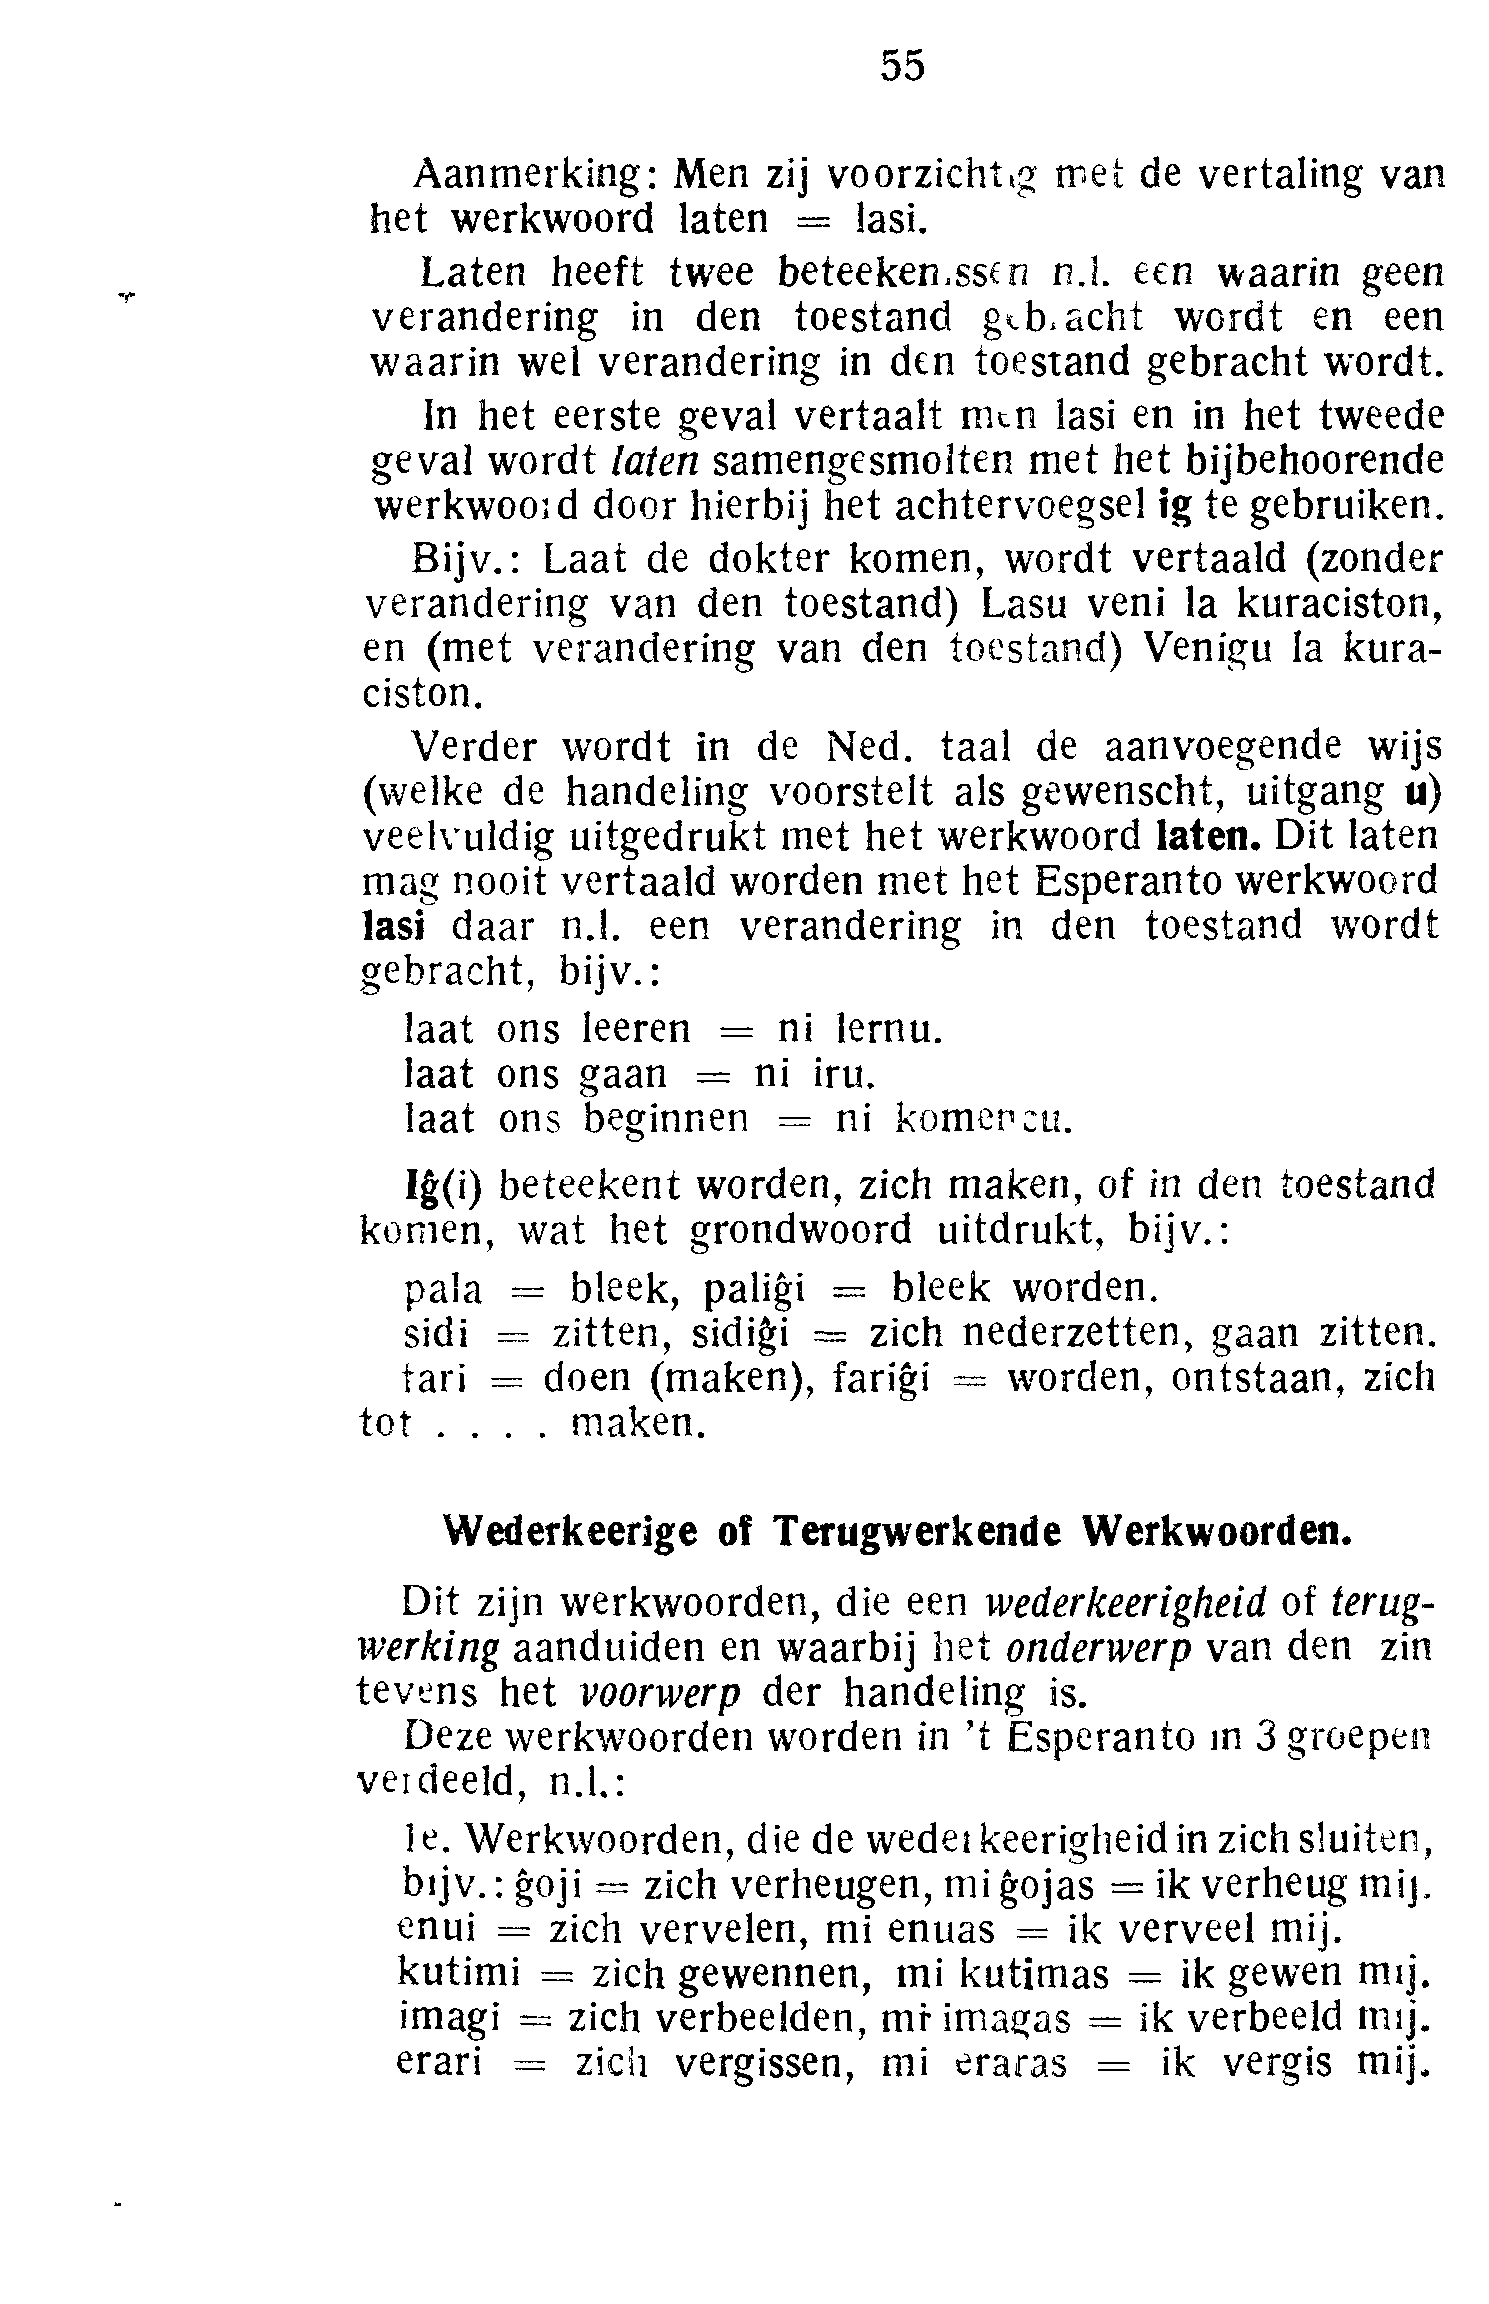 55
Aanmerking: Men zij voorzichtig met de vertaling van
het werkwoord laten = lasi.
Laten heeft twee beteekenissen n.l. een waarin geen
verandering in den toestand gebracht wordt en een
waarin wel verandering in den toestand gebracht wordt.
In het eerste geval vertaalt men lasi en in het tweede
geval wordt laten samengesmolten met het bijbehoorende
werkwoord door hierbij het achtervoegsel ig te gebruiken.
Bijv.: Laat de dokter komen, wordt vertaald (zonder
verandering van den toestand) Lasu veni la kuraciston,
en (met verandering van den toestand) Venigu la kura-
ciston.
Verder wordt in de Ned. taal de aanvoegende wijs
(welke de handeling voorstelt als gewenscht, uitgang u)
veelvuldig uitgedrukt met het werkwoord laten. Dit laten
mag nooit vertaald worden met het Esperanto werkwoord
lasi daar n.l. een verandering in den toestand wordt
gebracht, bijv.:
laat ons leeren = ni lernu.
laat ons gaan = ni iru.
laat ons beginnen = ni komencu.
Iĝ(i) beteekent worden, zich maken, of in den toestand
komen, wat het grondwoord uitdrukt, bijv.:
pala = bleek, paliĝi = bleek worden.
sidi = zitten, sidiĝi = zich nederzetten, gaan zitten.
fari = doen (maken), fariĝi = worden, ontstaan, zich
tot . . . . maken.
Wederkeerige of Terugwerkende Werkwoorden.
Dit zijn werkwoorden, die een wederkeerigheid of terug-
werking aanduiden en waarbij het onderwerp van den zin
tevens het voorwerp der handeling is.
Deze werkwoorden worden in 't Esperanto in 3 groepen
verdeeld, n.l.:
1e. Werkwoorden, die de wederkeerigheid in zich sluiten,
bijv.: ĝoji = zich verheugen, mi ĝojas = ik verheug mij.
enui = zich vervelen, mi enuas = ik verveel mij.
kutimi = zich gewennen, mi kutimas = ik gewen mij.
imagi = zich verbeelden, mi imagas = ik verbeeld mij.
erari = zich vergissen, mi eraras = ik vergis mij.